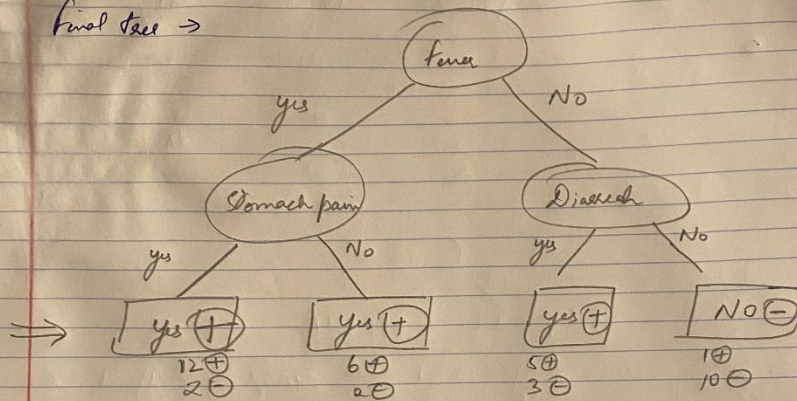 Final tree →
Fever
yes
No
Stomach pain
Diarreah
yes
No
yes
No
⇒
yes +
yes +
yes +
No −
12 +
6 +
5 +
1 +
2 −
2 −
3 −
10 −